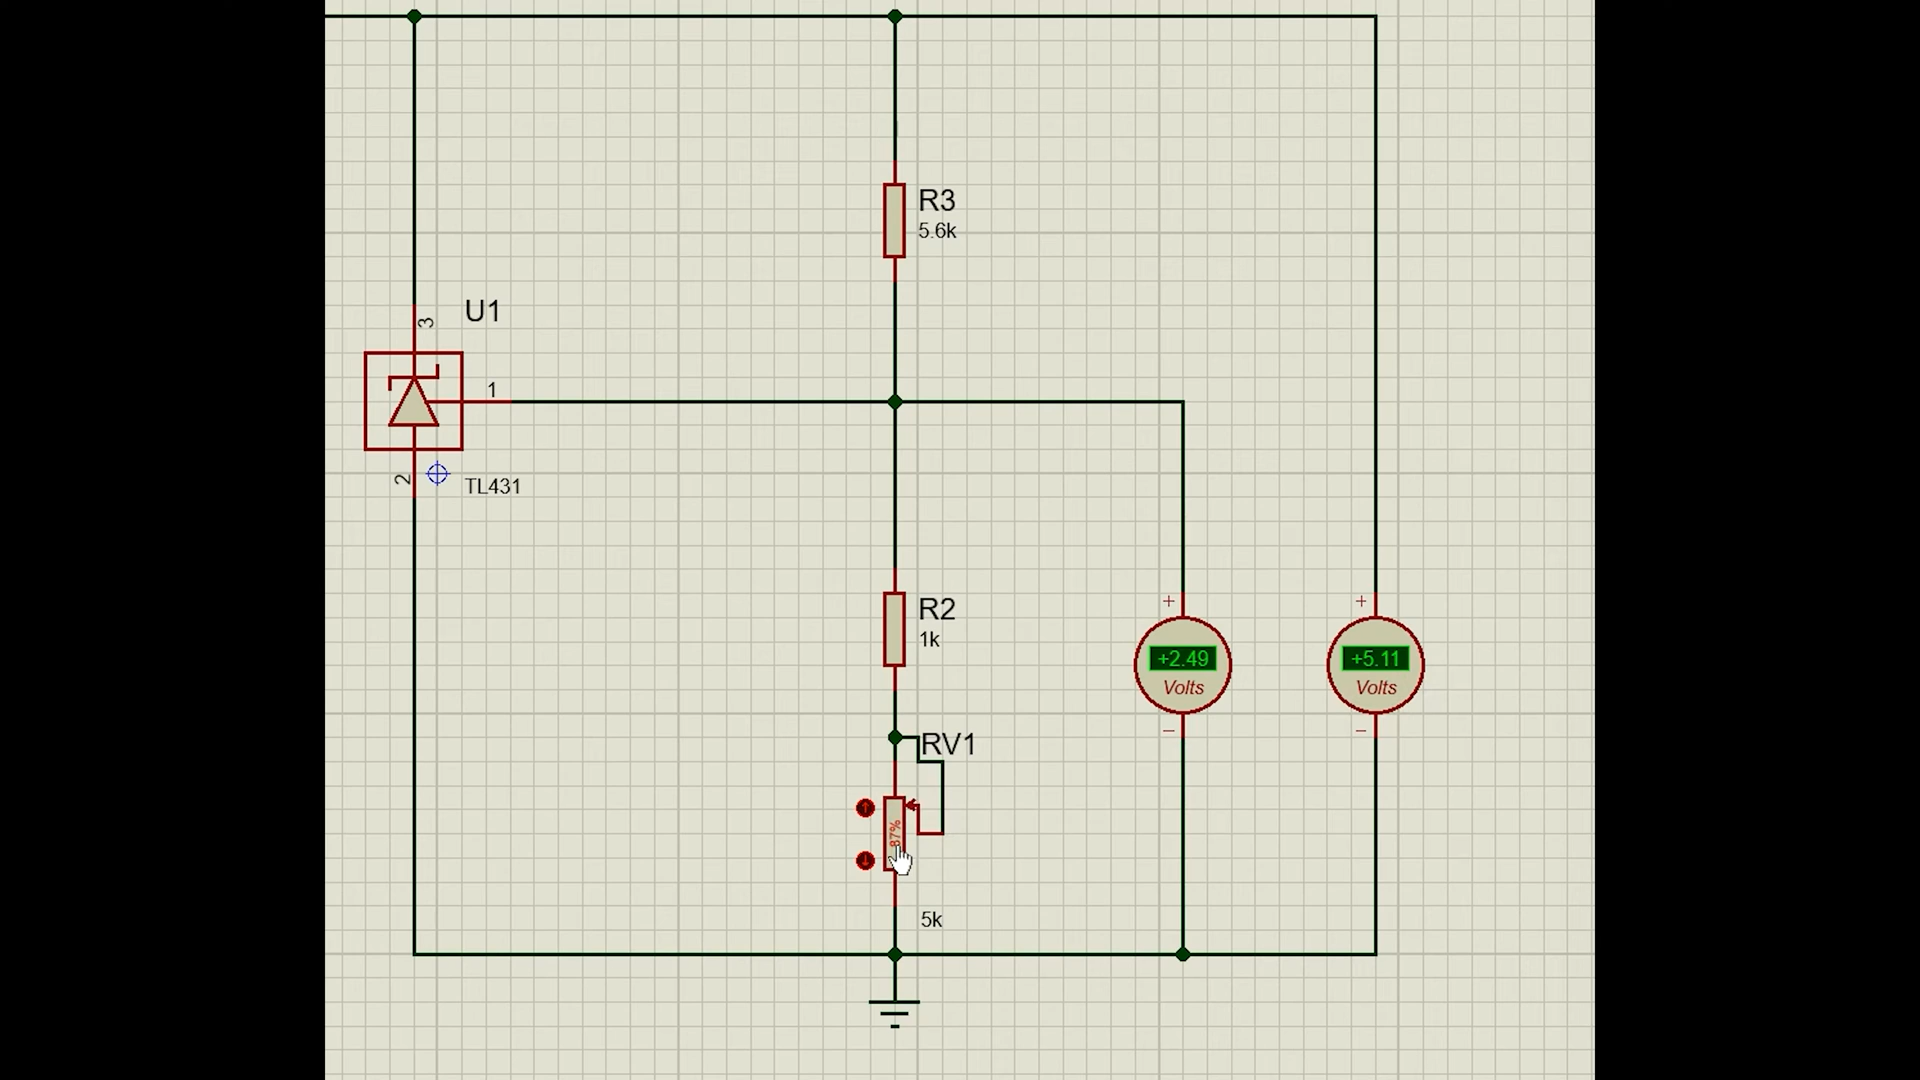 R3
5.6k
U1
3
1
2
TL431
R2
1k
+
+
+2.49
Volts
+5.11
Volts
−
−
RV1
87%
5k